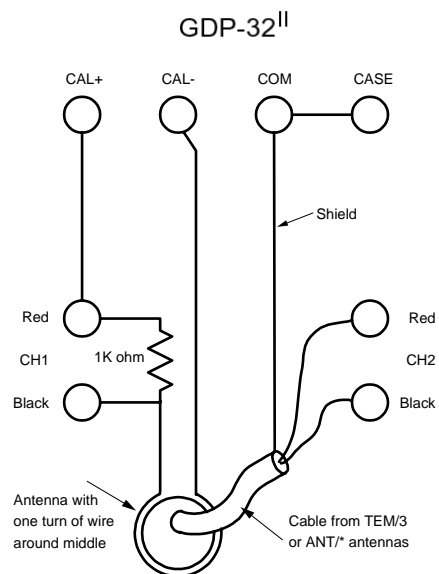 GDP-32II
CAL+ CAL- COM CASE
Shield
Red Red
CH1 1K ohm CH2
Black Black
Antenna with
one turn of wire
around middle
Cable from TEM/3
or ANT/* antennas